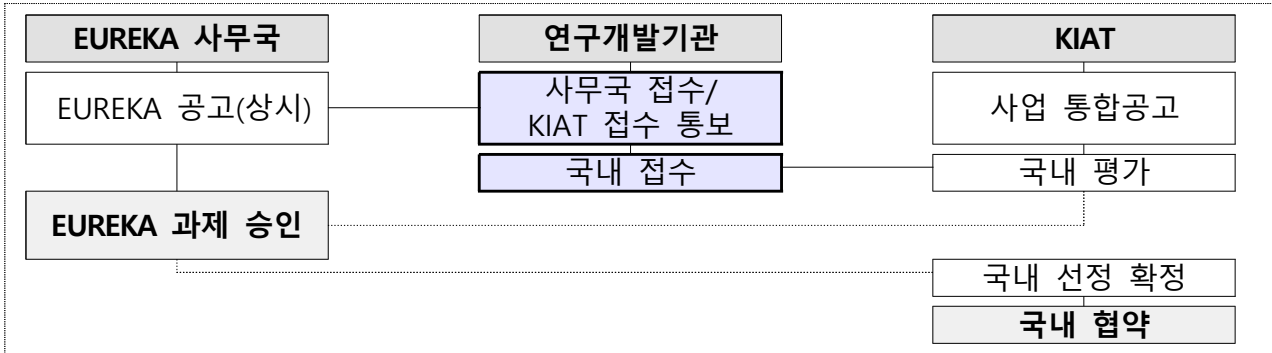 EUREKA 사무국
연구개발기관
KIAT
EUREKA 공고(상시)
사무국 접수/
KIAT 접수 통보
사업 통합공고
국내 접수
국내 평가
EUREKA 과제 승인
국내 선정 확정
국내 협약